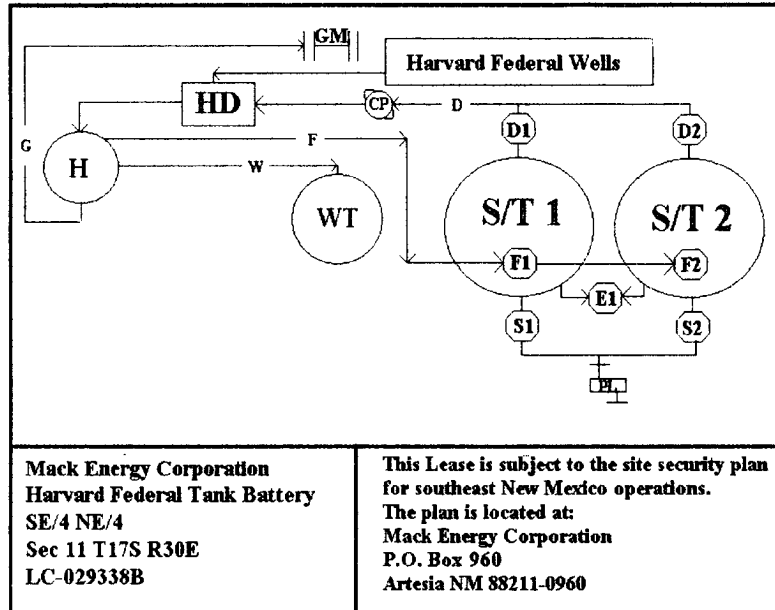 GM
Harvard Federal Wells
HD
CP
D
D1
D2
G
H
F
W
WT
S/T 1
S/T 2
F1
F2
E1
S1
S2
PL
Mack Energy Corporation
Harvard Federal Tank Battery
SE/4 NE/4
Sec 11 T17S R30E
LC-029338B
This Lease is subject to the site security plan
for southeast New Mexico operations.
The plan is located at:
Mack Energy Corporation
P.O. Box 960
Artesia NM 88211-0960